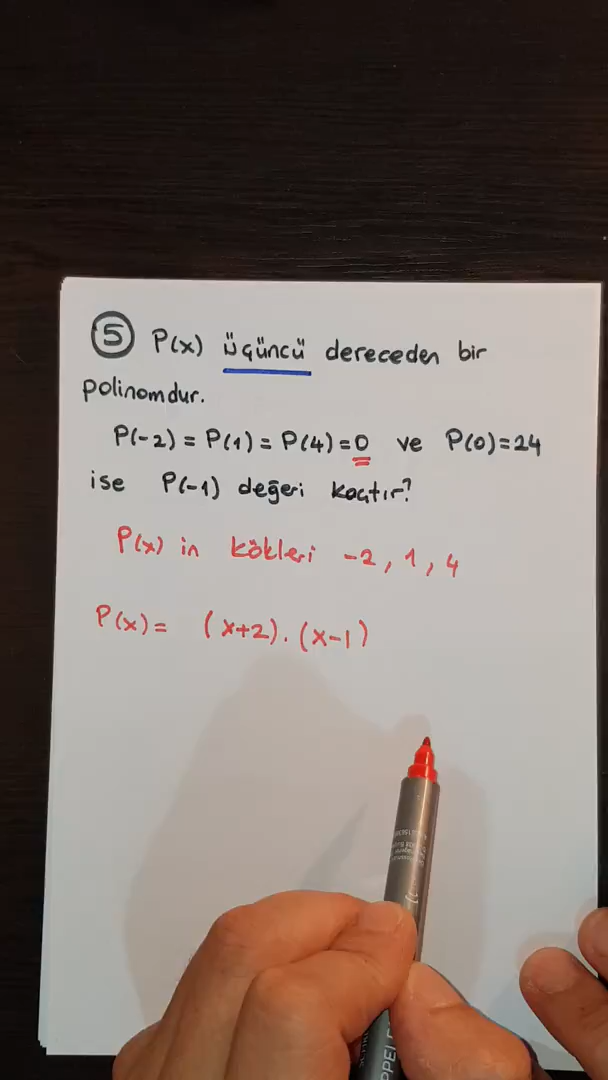 5 P(x) üçüncü dereceden bir
polinomdur.
P(-2) = P(1) = P(4) = 0 ve P(0)=24
ise P(-1) değeri kaçtır?
P(x) in kökleri -2, 1, 4
P(x) = (x+2).(x-1)